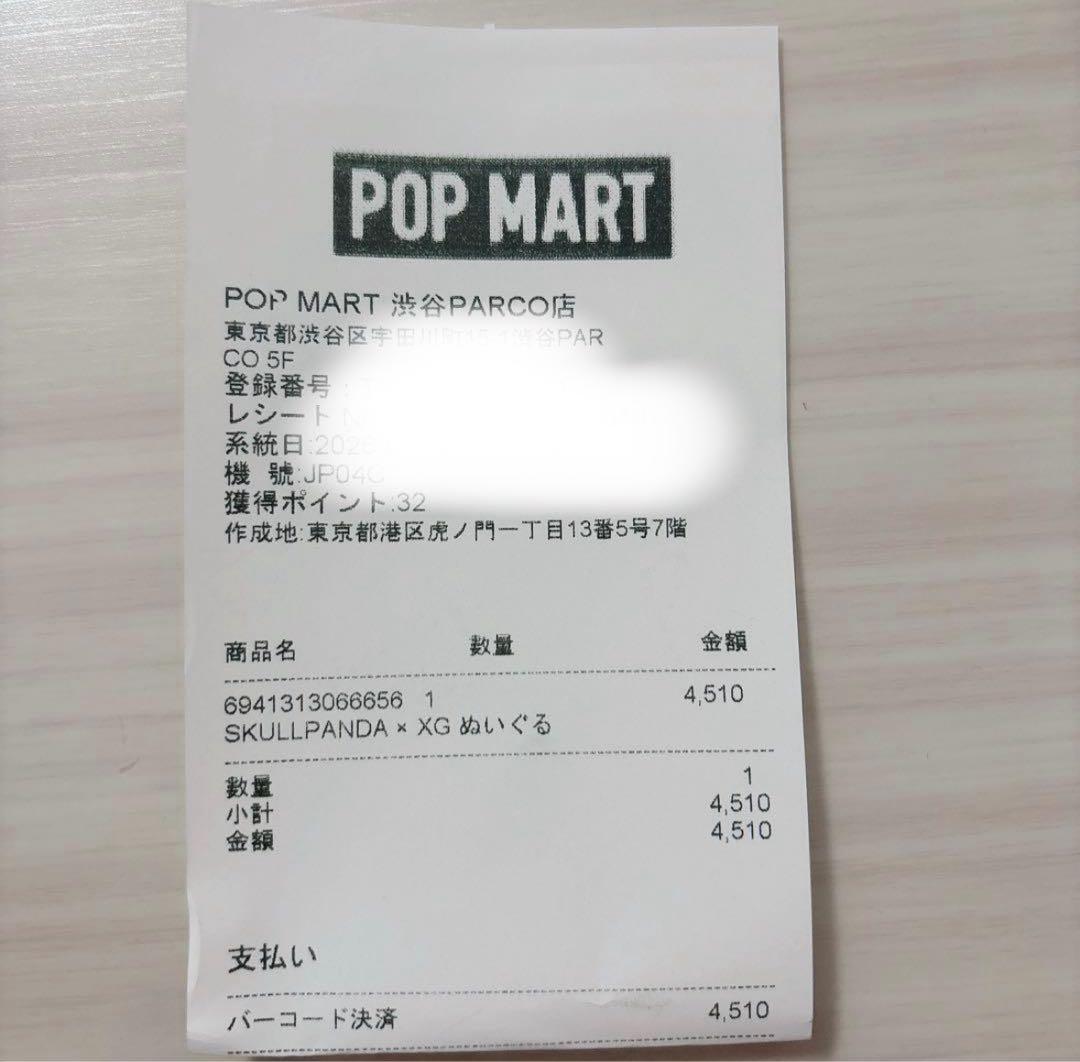 POP MART
POP MART 渋谷PARCO店
東京都渋谷区宇田川町15-1渋谷PAR
CO 5F
登録番号:
レシート
系統日:202
機 號:JP04
獲得ポイント:32
作成地:東京都港区虎ノ門一丁目13番5号7階
商品名 数量 金額
6941313066656 1 4,510
SKULLPANDA × XG ぬいぐる
数量 1
小計 4,510
金額 4,510
支払い
バーコード決済 4,510